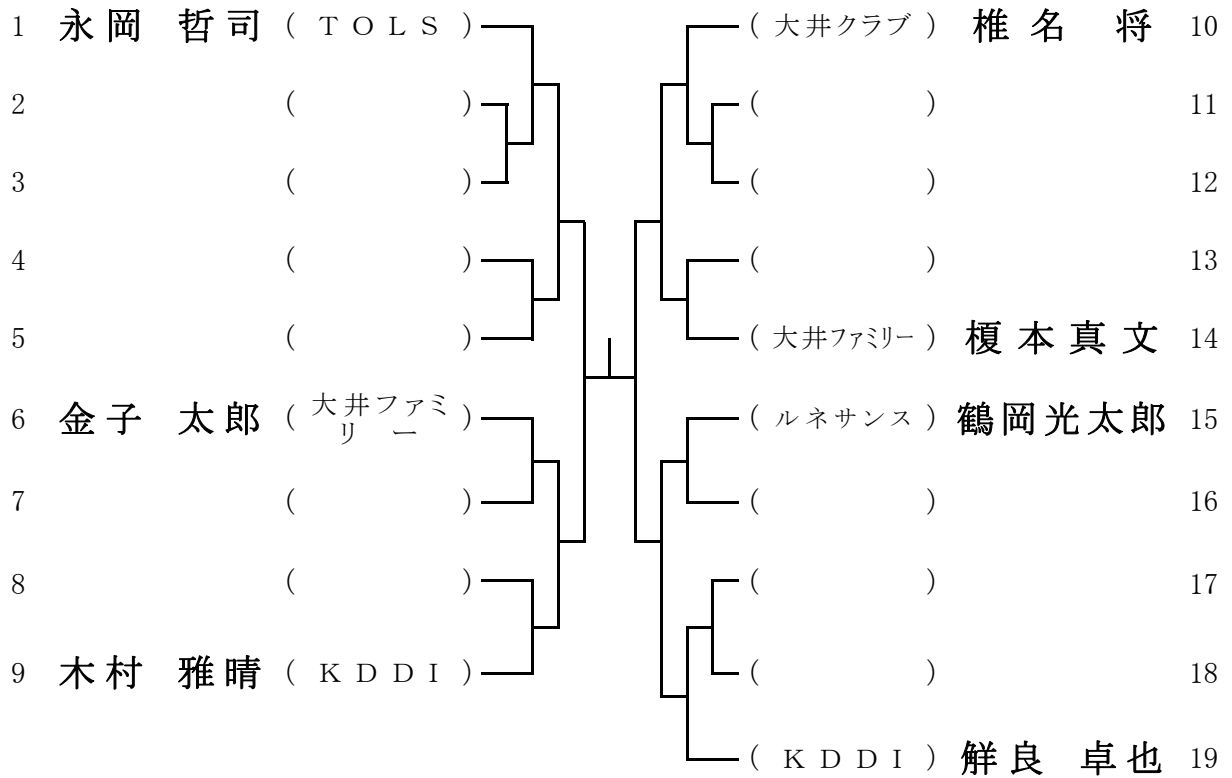 1 永岡 哲司 ( TOLS ) ( 大井クラブ ) 椎名 将 10
2 ( ) ( ) 11
3 ( ) ( ) 12
4 ( ) ( ) 13
5 ( ) ( 大井ファミリー ) 榎本真文 14
6 金子 太郎 ( 大井ファミリー ) ( ルネサンス ) 鶴岡光太郎 15
7 ( ) ( ) 16
8 ( ) ( ) 17
9 木村 雅晴 ( KDDI ) ( ) 18
( KDDI ) 觧良 卓也 19